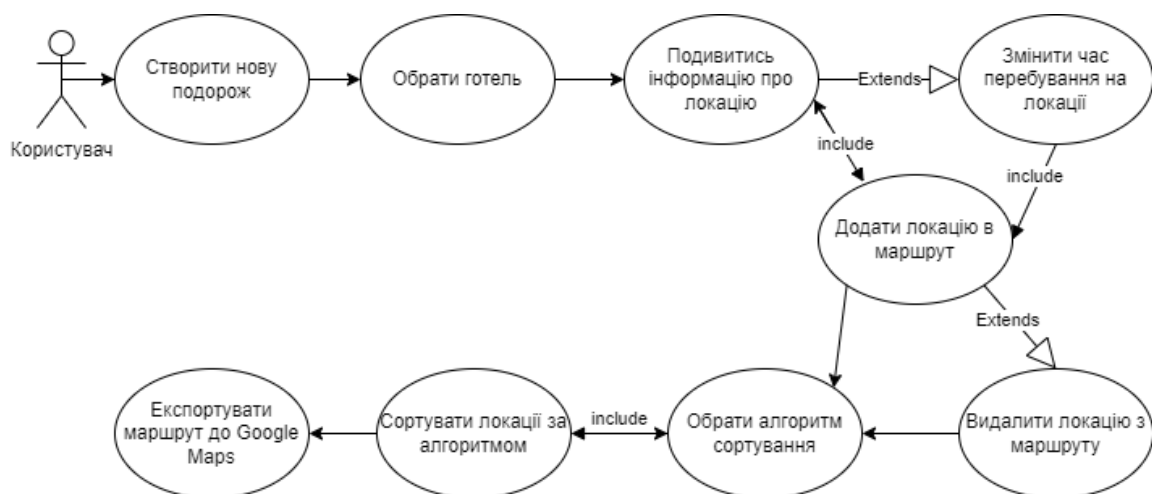 Користувач
Створити нову
подорож
Обрати готель
Подивитись
інформацію про
локацію
Extends
Змінити час
перебування на
локації
include
include
Додати локацію в
маршрут
Extends
Видалити локацію з
маршруту
Обрати алгоритм
сортування
include
Сортувати локації за
алгоритмом
Експортувати
маршрут до Google
Maps